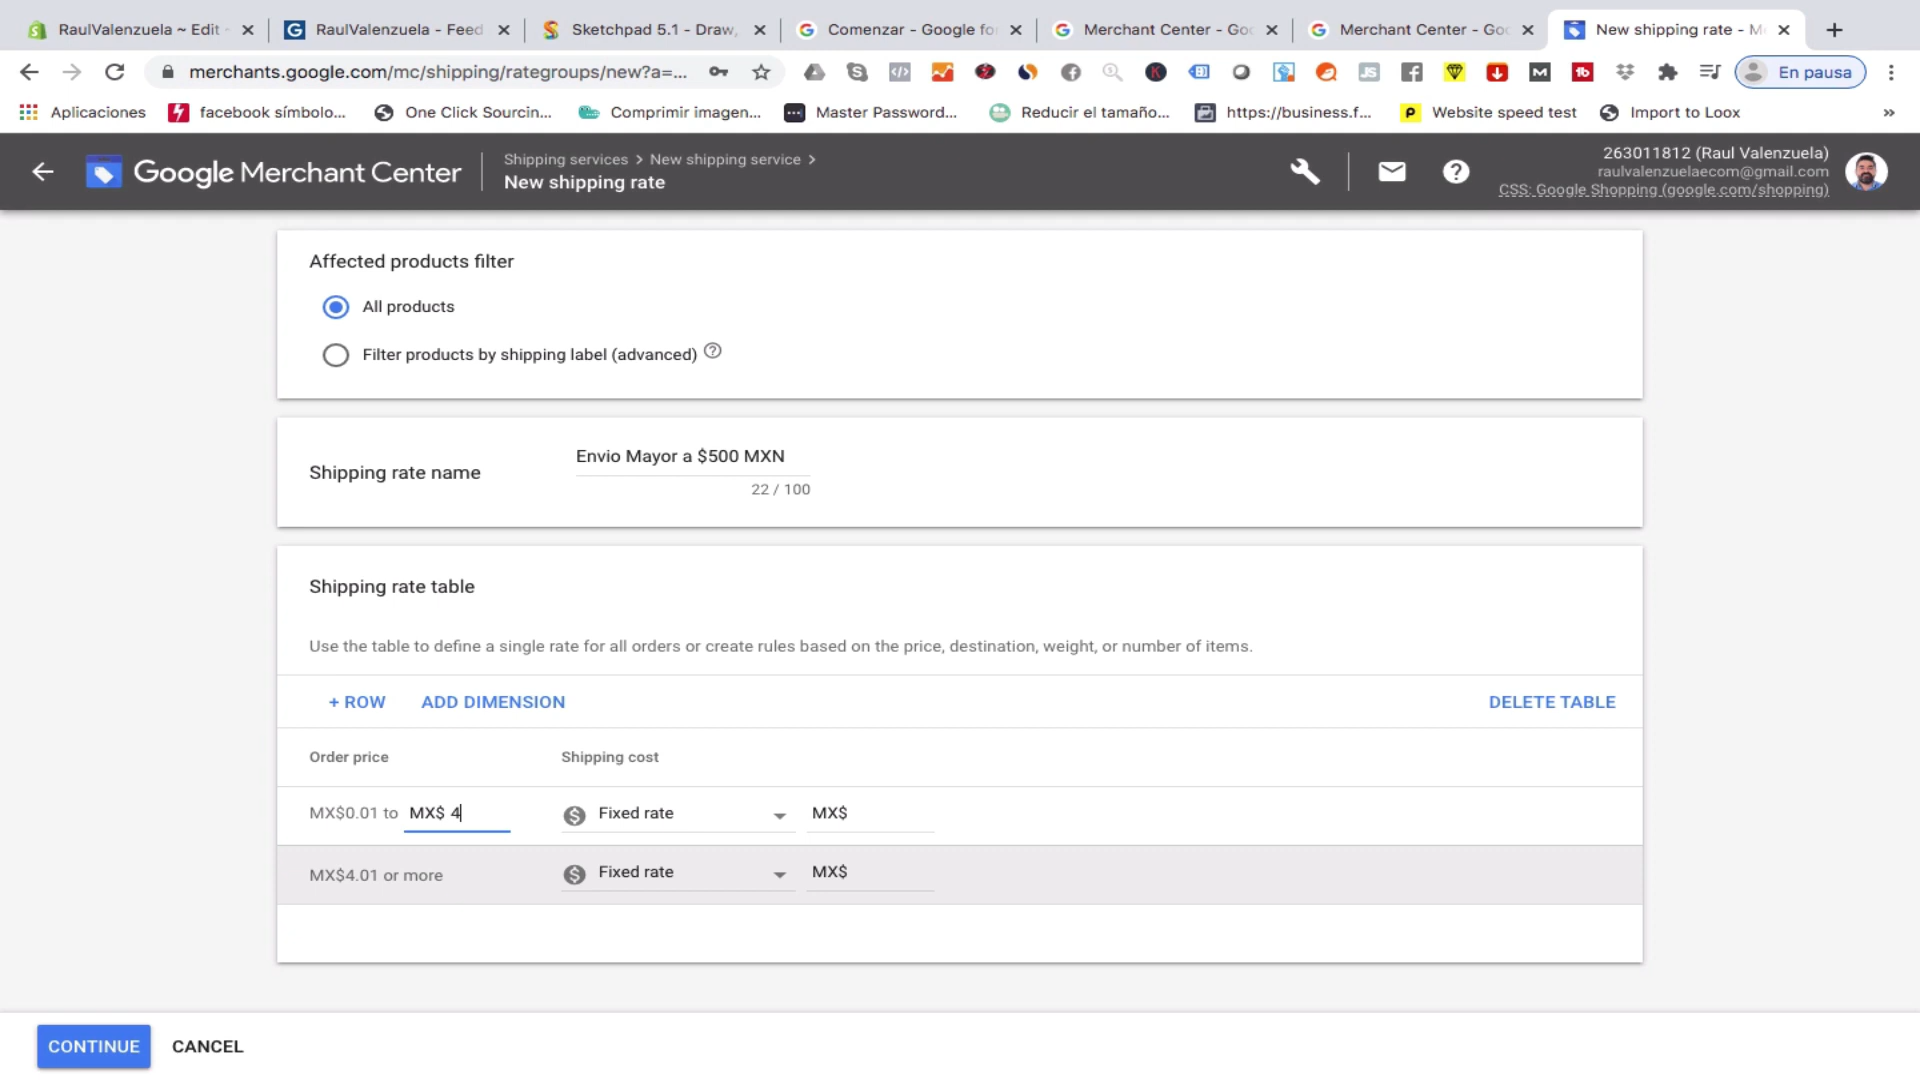 RaulValenzuela ~ Edit
RaulValenzuela - Feed
Sketchpad 5.1 - Draw,
Comenzar - Google fo
Merchant Center - Goo
Merchant Center - Goo
New shipping rate - M
merchants.google.com/mc/shipping/rategroups/new?a=...
En pausa
Aplicaciones
facebook símbolo...
One Click Sourcin...
Comprimir imagen...
Master Password...
Reducir el tamaño...
https://business.f...
Website speed test
Import to Loox
»
Google Merchant Center
Shipping services > New shipping service >
New shipping rate
263011812 (Raul Valenzuela)
raulvalenzuelaecom@gmail.com
CSS: Google Shopping (google.com/shopping)
Affected products filter
All products
Filter products by shipping label (advanced)
Shipping rate name
Envio Mayor a $500 MXN
22 / 100
Shipping rate table
Use the table to define a single rate for all orders or create rules based on the price, destination, weight, or number of items.
+ ROW
ADD DIMENSION
DELETE TABLE
Order price
Shipping cost
MX$0.01 to MX$ 4
Fixed rate
MX$
MX$4.01 or more
Fixed rate
MX$
CONTINUE
CANCEL